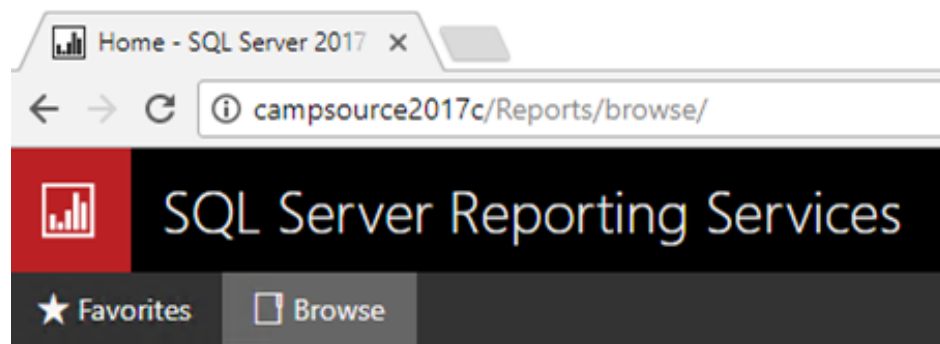 Home - SQL Server 2017
campsource2017c/Reports/browse/
SQL Server Reporting Services
Favorites Browse